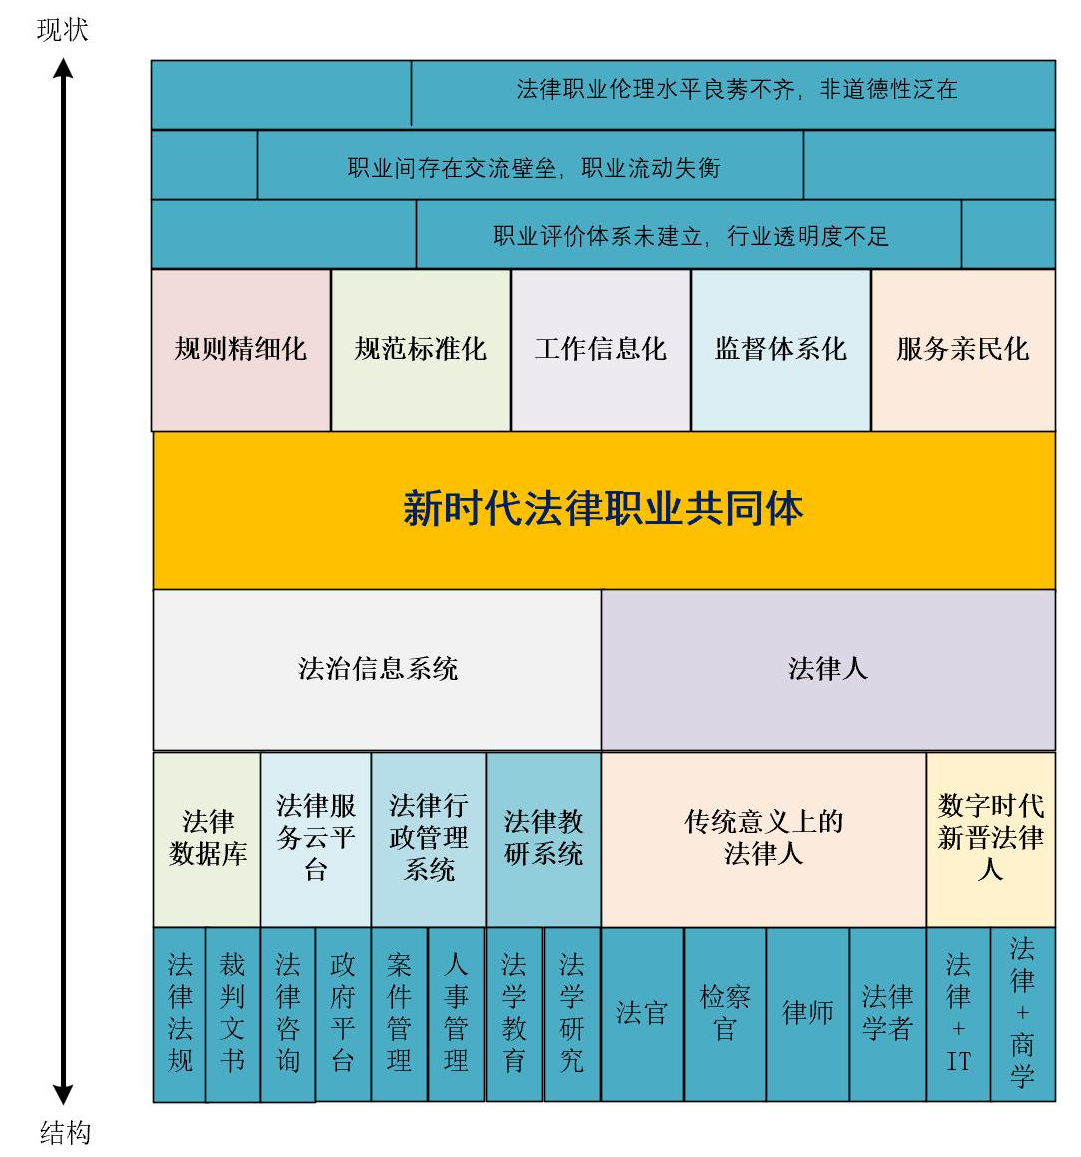 现状
法律职业伦理水平良莠不齐，非道德性泛在
职业间存在交流壁垒，职业流动失衡
职业评价体系未建立，行业透明度不足
规则精细化
规范标准化
工作信息化
监督体系化
服务亲民化
新时代法律职业共同体
法治信息系统
法律人
法律
数据库
法律服
务云平
台
法律行
政管理
系统
法律教
研系统
传统意义上的
法律人
数字时代
新晋法律
人
法律法规
裁判文书
法律咨询
政府平台
案件管理
人事管理
法学教育
法学研究
法官
检察
官
律师
法律
学者
法律+IT
法律+商学
结构